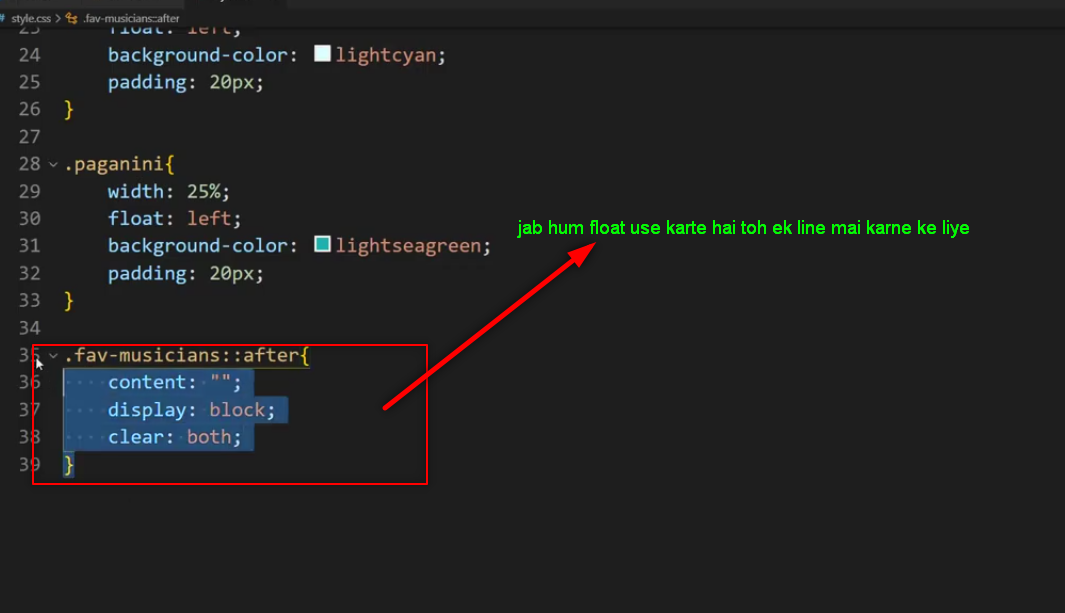 # style.css > .fav-musicians::after
23 float: left;
24 background-color: lightcyan;
25 padding: 20px;
26 }
27
28 .paganini{
29 width: 25%;
30 float: left;
31 background-color: lightseagreen;
32 padding: 20px;
33 }
34
35 .fav-musicians::after{
36 content: "";
37 display: block;
38 clear: both;
39 }
jab hum float use karte hai toh ek line mai karne ke liye